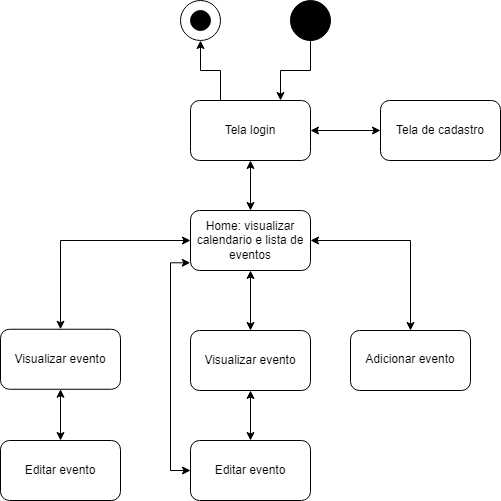 Tela login
Tela de cadastro
Home: visualizar
calendario e lista de
eventos
Visualizar evento
Visualizar evento
Adicionar evento
Editar evento
Editar evento